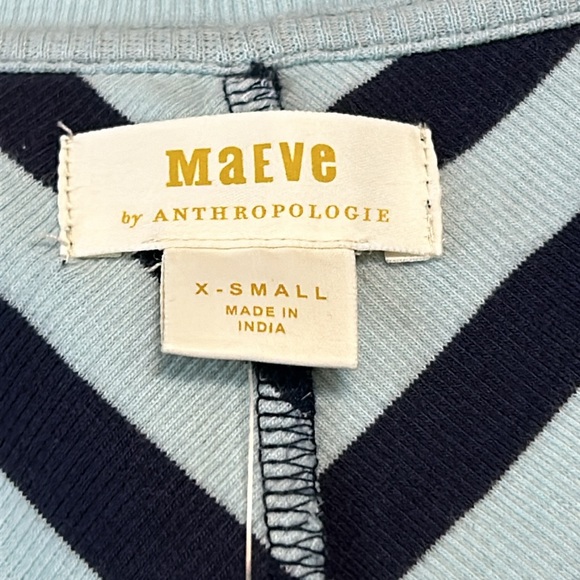 MaEVe
by ANTHROPOLOGIE
X-SMALL
MADE IN
INDIA